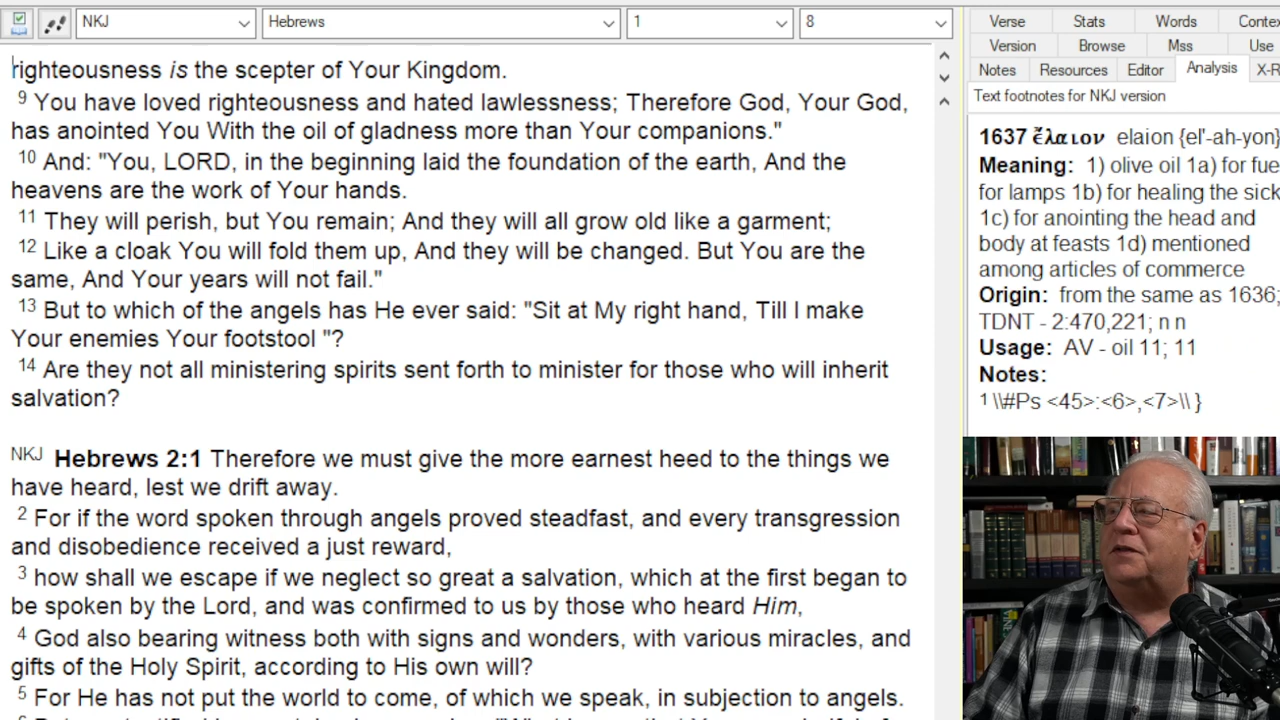 NKJ Hebrews 1 8
righteousness is the scepter of Your Kingdom.
9 You have loved righteousness and hated lawlessness; Therefore God, Your God,
has anointed You With the oil of gladness more than Your companions."
10 And: "You, LORD, in the beginning laid the foundation of the earth, And the
heavens are the work of Your hands.
11 They will perish, but You remain; And they will all grow old like a garment;
12 Like a cloak You will fold them up, And they will be changed. But You are the
same, And Your years will not fail."
13 But to which of the angels has He ever said: "Sit at My right hand, Till I make
Your enemies Your footstool "?
14 Are they not all ministering spirits sent forth to minister for those who will inherit
salvation?
NKJ Hebrews 2:1 Therefore we must give the more earnest heed to the things we
have heard, lest we drift away.
2 For if the word spoken through angels proved steadfast, and every transgression
and disobedience received a just reward,
3 how shall we escape if we neglect so great a salvation, which at the first began to
be spoken by the Lord, and was confirmed to us by those who heard Him,
4 God also bearing witness both with signs and wonders, with various miracles, and
gifts of the Holy Spirit, according to His own will?
5 For He has not put the world to come, of which we speak, in subjection to angels.
Verse Stats Words Contex
Version Browse Mss Use
Notes Resources Editor Analysis X-R
Text footnotes for NKJ version
1637 ἔλαιον elaion {el'-ah-yon}
Meaning: 1) olive oil 1a) for fue
for lamps 1b) for healing the sick
1c) for anointing the head and
body at feasts 1d) mentioned
among articles of commerce
Origin: from the same as 1636;
TDNT - 2:470,221; n n
Usage: AV - oil 11; 11
Notes:
1 \\#Ps <45>:<6>,<7>\\ }